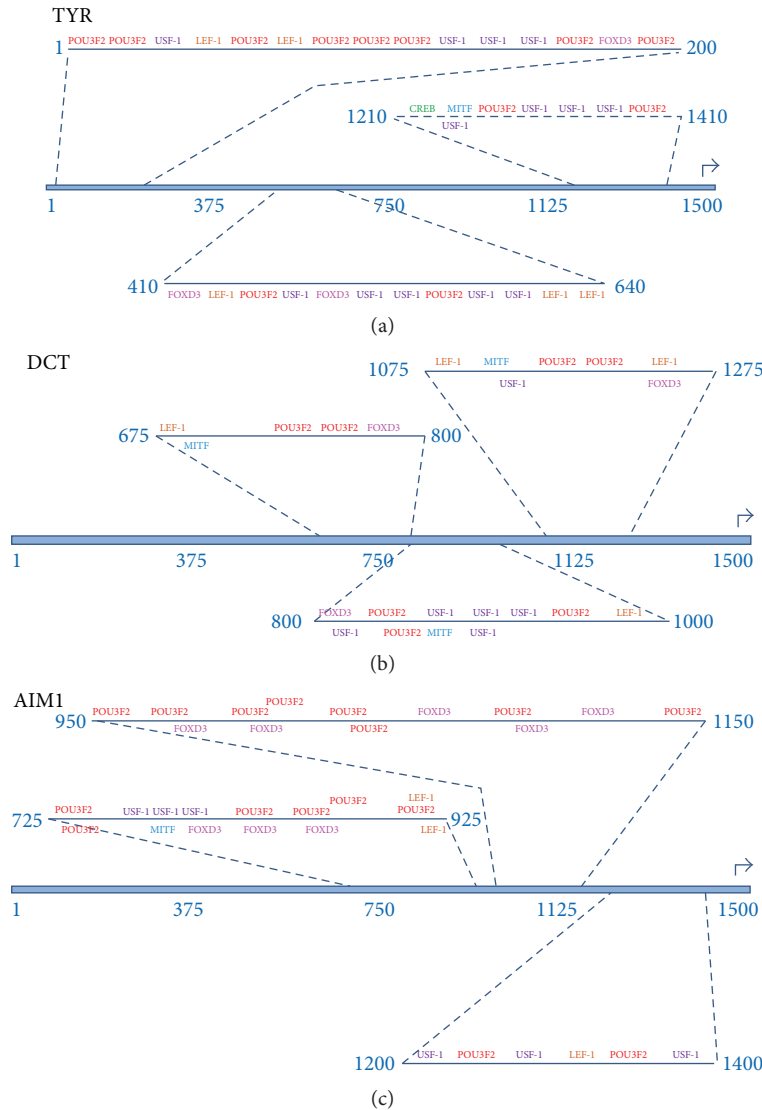 TYR
POU3F2 POU3F2 USF-1 LEF-1 POU3F2 LEF-1 POU3F2 POU3F2 POU3F2 USF-1 USF-1 USF-1 POU3F2 FOXD3 POU3F2
1 200
CREB MITF POU3F2 USF-1 USF-1 USF-1 POU3F2
1210 1410
USF-1
1 375 750 1125 1500
410 640
FOXD3 LEF-1 POU3F2 USF-1 FOXD3 USF-1 USF-1 POU3F2 USF-1 USF-1 LEF-1 LEF-1
(a)
DCT
LEF-1 MITF POU3F2 POU3F2 LEF-1
1075 1275
USF-1 FOXD3
LEF-1 POU3F2 POU3F2 FOXD3
675 800
MITF
1 375 750 1125 1500
FOXD3 POU3F2 USF-1 USF-1 USF-1 POU3F2 LEF-1
800 1000
USF-1 POU3F2 MITF USF-1
(b)
AIM1
POU3F2
POU3F2 POU3F2 POU3F2 POU3F2 FOXD3 POU3F2 FOXD3 POU3F2
950 1150
FOXD3 FOXD3 POU3F2 FOXD3
LEF-1
POU3F2
POU3F2 USF-1 USF-1 USF-1 POU3F2 POU3F2 POU3F2
725 925
POU3F2 MITF FOXD3 FOXD3 FOXD3 LEF-1
1 375 750 1125 1500
USF-1 POU3F2 USF-1 LEF-1 POU3F2 USF-1
1200 1400
(c)